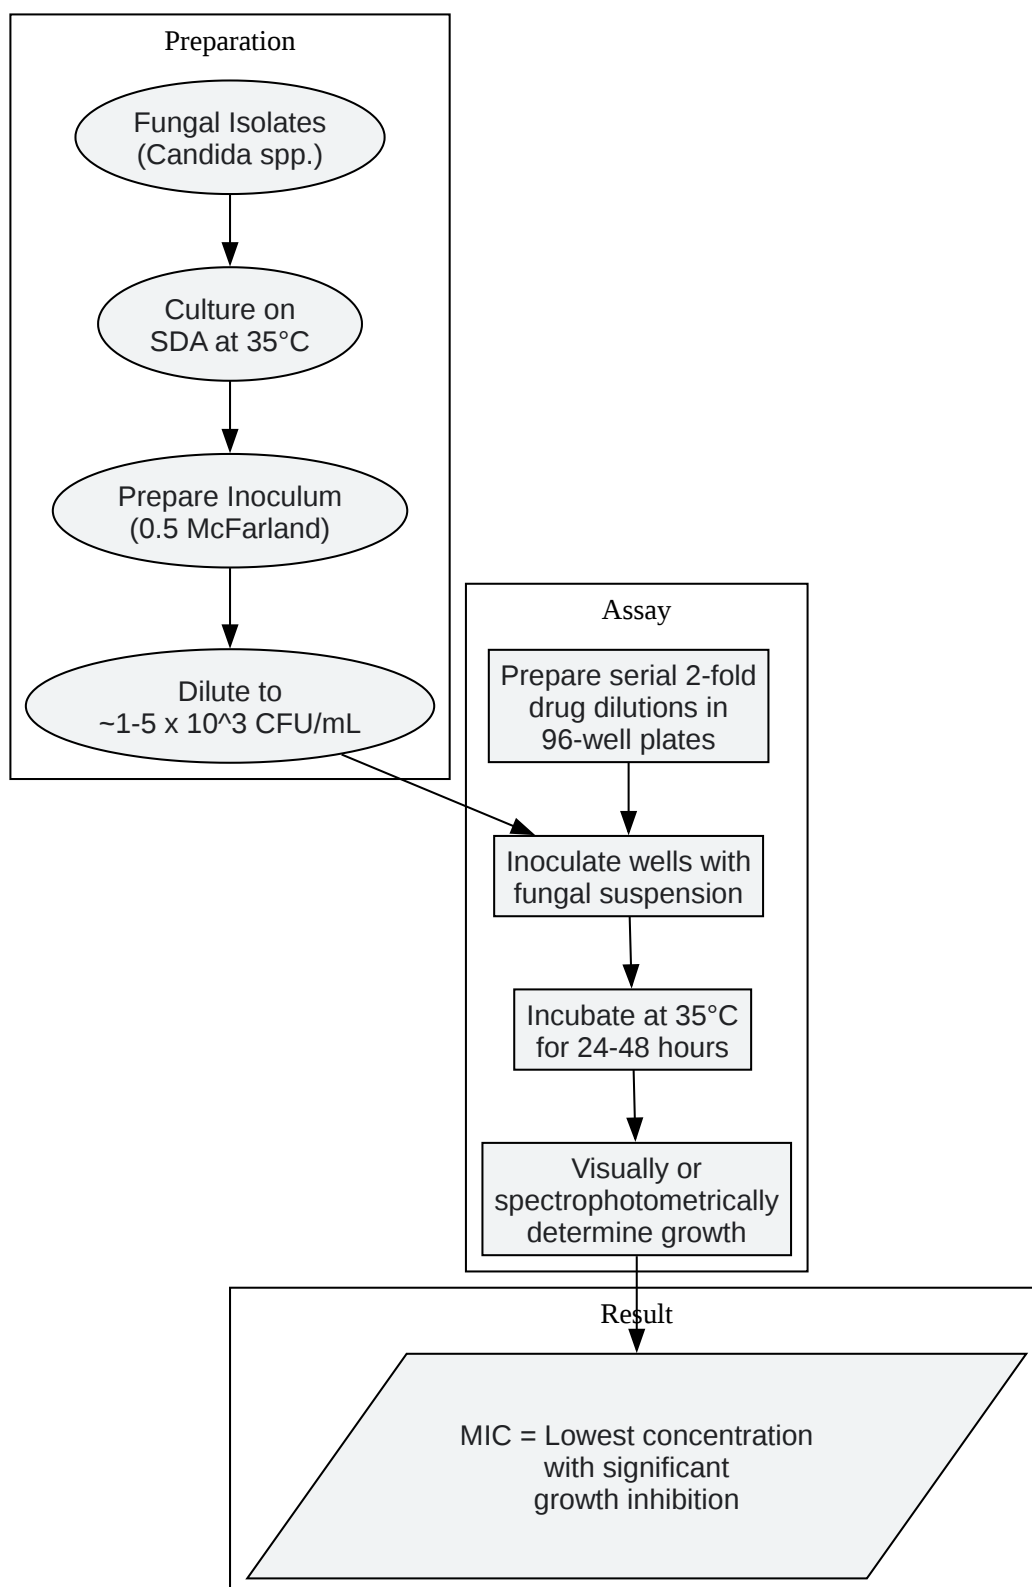 Preparation
Fungal Isolates
(Candida spp.)
Culture on
SDA at 35°C
Prepare Inoculum
(0.5 McFarland)
Dilute to
~1-5 x 10^3 CFU/mL
Assay
Prepare serial 2-fold
drug dilutions in
96-well plates
Inoculate wells with
fungal suspension
Incubate at 35°C
for 24-48 hours
Visually or
spectrophotometrically
determine growth
Result
MIC = Lowest concentration
with significant
growth inhibition